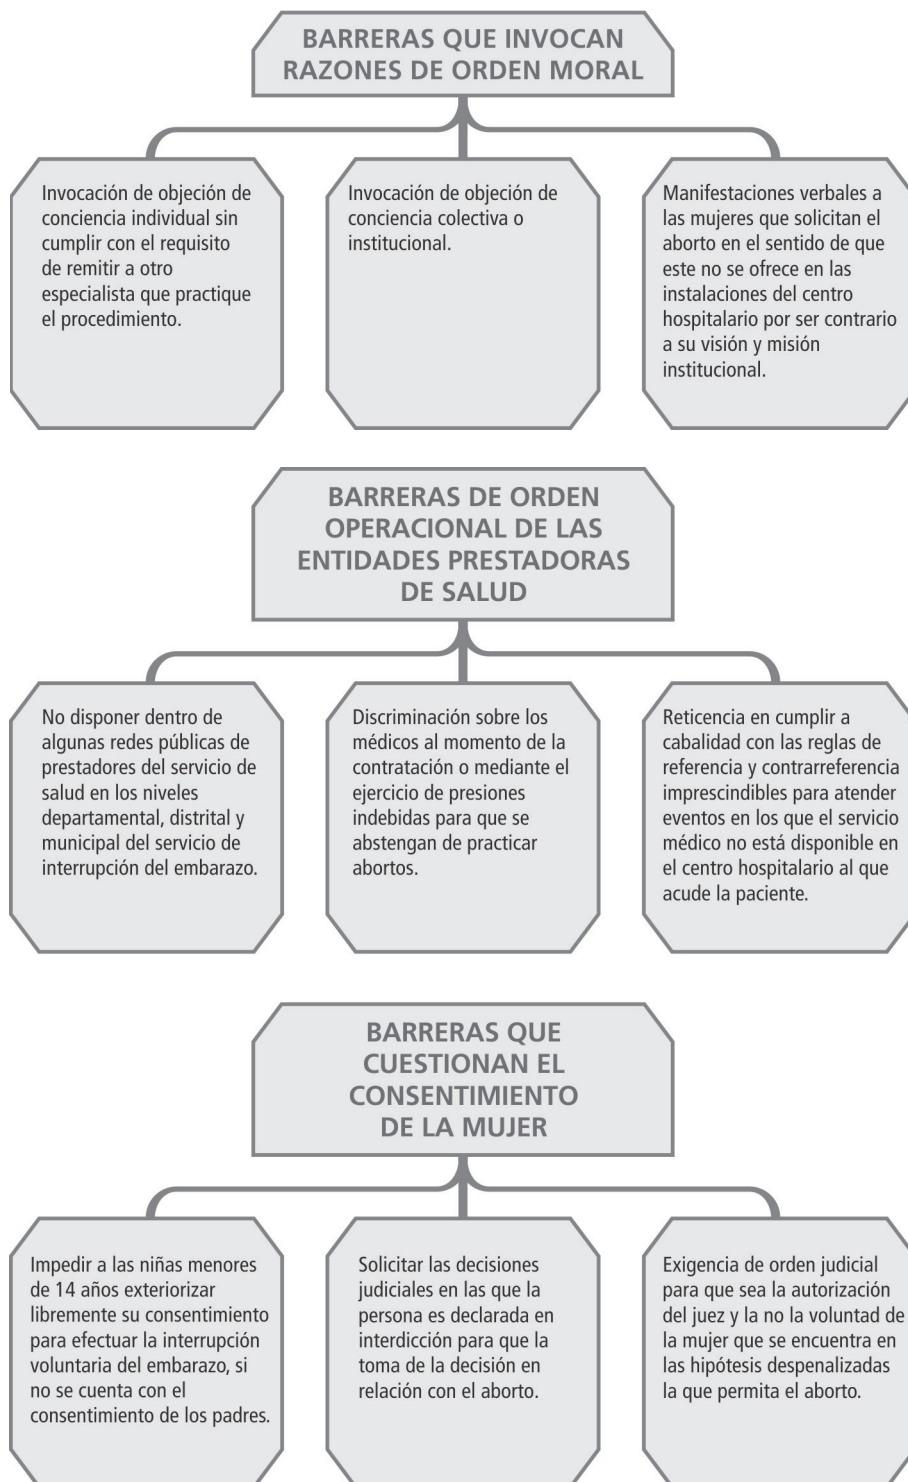 BARRERAS QUE INVOCAN
RAZONES DE ORDEN MORAL
Invocación de objeción de
conciencia individual sin
cumplir con el requisito
de remitir a otro
especialista que practique
el procedimiento.
Invocación de objeción de
conciencia colectiva o
institucional.
Manifestaciones verbales a
las mujeres que solicitan el
aborto en el sentido de que
este no se ofrece en las
instalaciones del centro
hospitalario por ser contrario
a su visión y misión
institucional.
BARRERAS DE ORDEN
OPERACIONAL DE LAS
ENTIDADES PRESTADORAS
DE SALUD
No disponer dentro de
algunas redes públicas de
prestadores del servicio de
salud en los niveles
departamental, distrital y
municipal del servicio de
interrupción del embarazo.
Discriminación sobre los
médicos al momento de la
contratación o mediante el
ejercicio de presiones
indebidas para que se
abstengan de practicar
abortos.
Reticencia en cumplir a
cabalidad con las reglas de
referencia y contrarreferencia
imprescindibles para atender
eventos en los que el servicio
médico no está disponible en
el centro hospitalario al que
acude la paciente.
BARRERAS QUE
CUESTIONAN EL
CONSENTIMIENTO
DE LA MUJER
Impedir a las niñas menores
de 14 años exteriorizar
libremente su consentimiento
para efectuar la interrupción
voluntaria del embarazo, si
no se cuenta con el
consentimiento de los padres.
Solicitar las decisiones
judiciales en las que la
persona es declarada en
interdicción para que la
toma de la decisión en
relación con el aborto.
Exigencia de orden judicial
para que sea la autorización
del juez y la no la voluntad de
la mujer que se encuentra en
las hipótesis despenalizadas
la que permita el aborto.